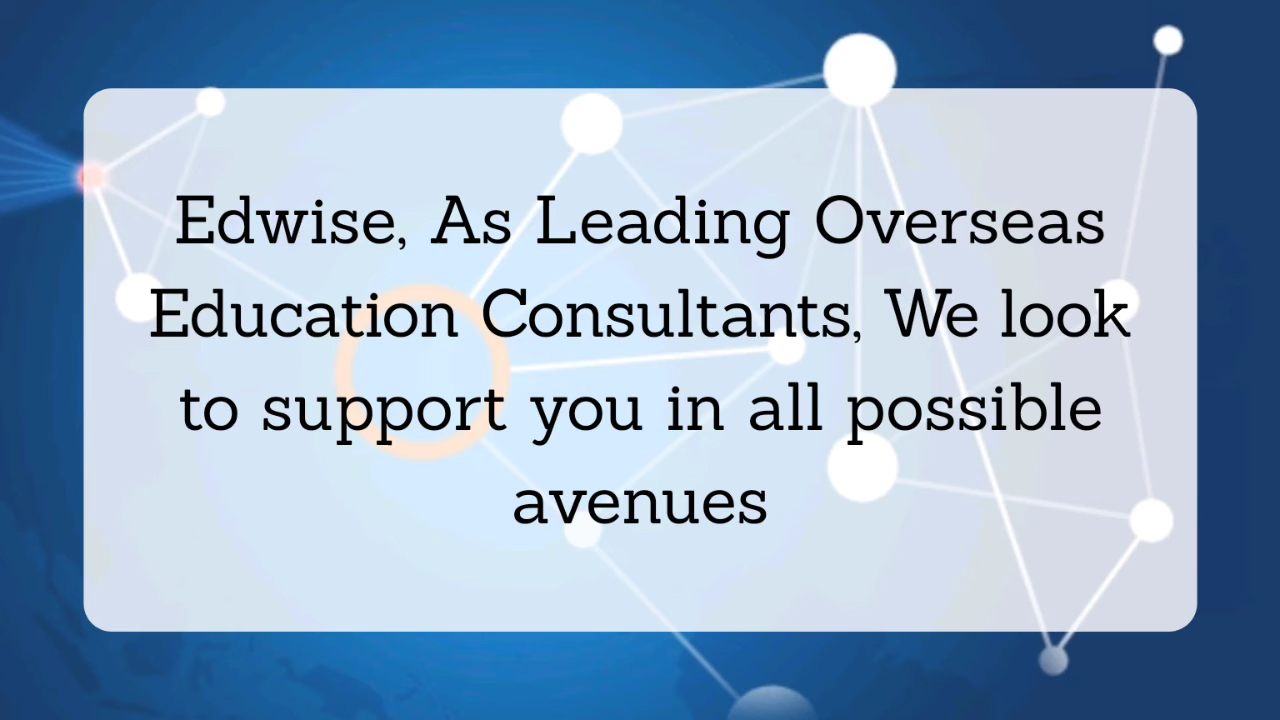 Edwise, As Leading Overseas
Education Consultants, We look
to support you in all possible
avenues